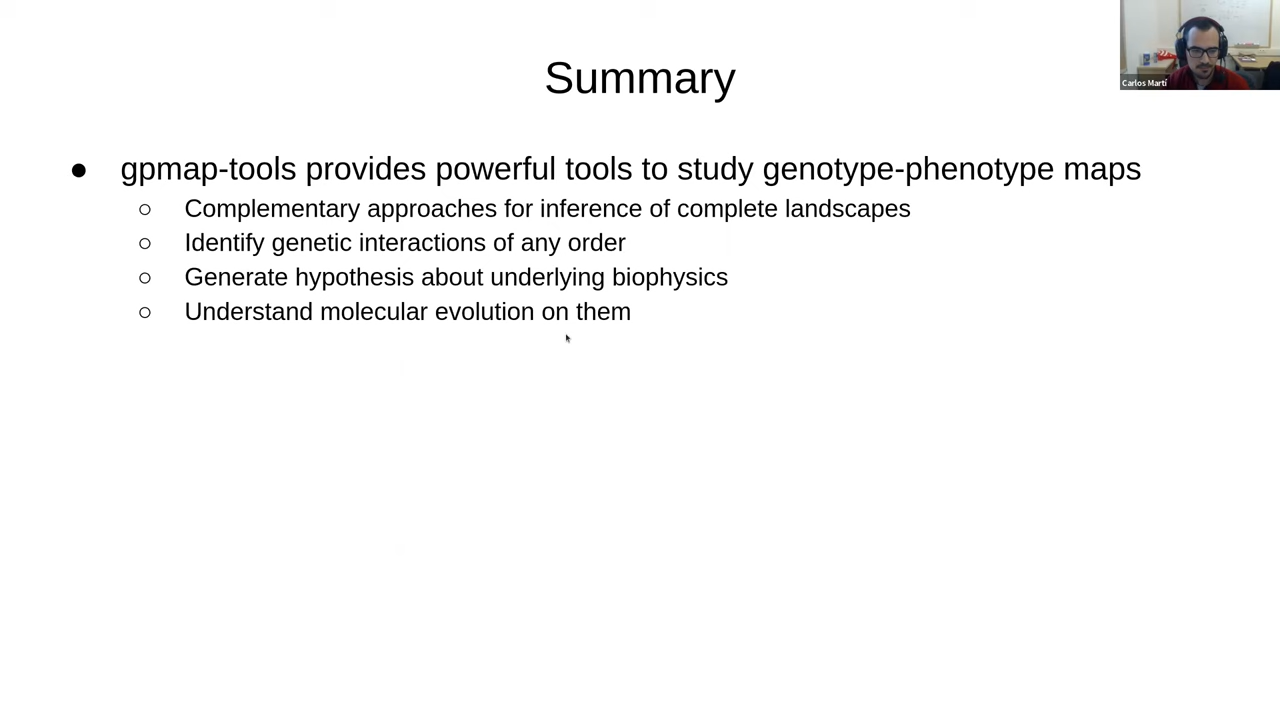 Summary
Carlos Martí
● gpmap-tools provides powerful tools to study genotype-phenotype maps
○ Complementary approaches for inference of complete landscapes
○ Identify genetic interactions of any order
○ Generate hypothesis about underlying biophysics
○ Understand molecular evolution on them